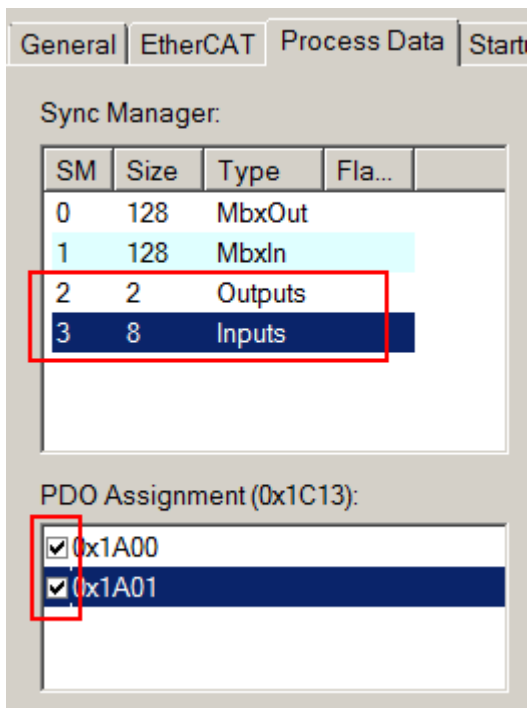 General EtherCAT Process Data Start
Sync Manager:
SM Size Type Fla...
0 128 MbxOut
1 128 MbxIn
2 2 Outputs
3 8 Inputs
PDO Assignment (0x1C13):
0x1A00
0x1A01